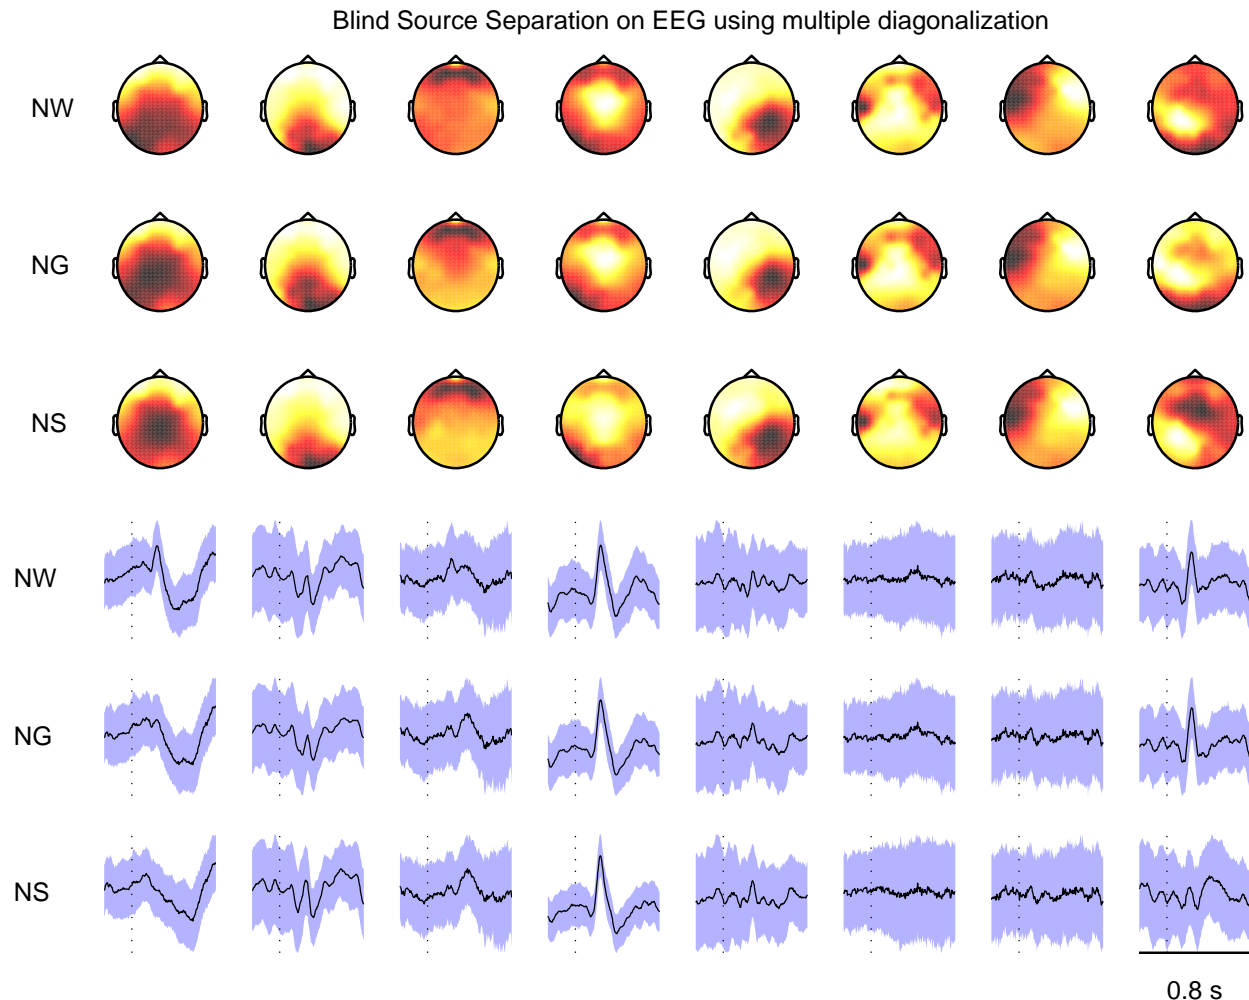 Blind Source Separation on EEG using multiple diagonalization
NW
NG
NS
NW
NG
NS
0.8 s